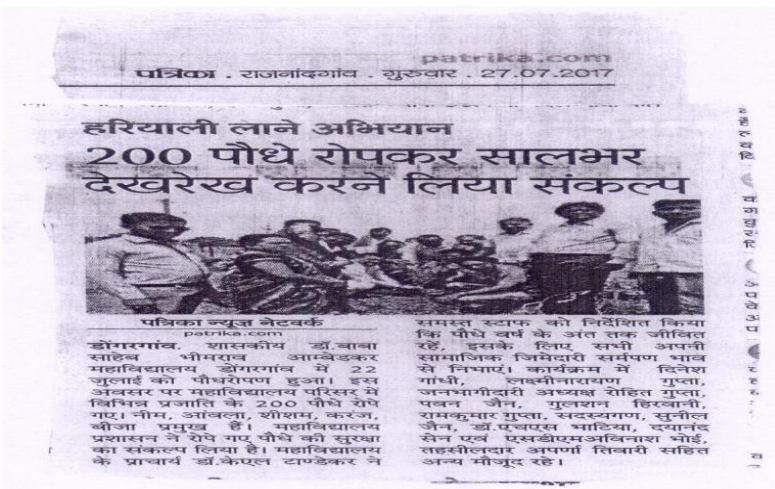 patrika.com
पत्रिका . राजनांदगांव . गुरुवार . 27.07.2017
हरियाली लाने अभियान
200 पौधे रोपकर सालभर
देखरेख करने लिया संकल्प
पत्रिका न्यूज़ नेटवर्क
patrika.com
डोंगरगांव. शासकीय डॉ.बाबा
साहेब भीमराव आम्बेडकर
महाविद्यालय डोंगरगांव में 22
जुलाई को पौधरोपण हुआ। इस
अवसर पर महाविद्यालय परिसर में
विभिन्न प्रजाति के 200 पौधे रोपे
गए। नीम, आंवला, शीशम, करंज,
बीजा प्रमुख हैं। महाविद्यालय
प्रशासन ने रोपे गए पौधे की सुरक्षा
का संकल्प लिया है। महाविद्यालय
के प्राचार्य डॉ.केएल टाण्डेकर ने
समस्त स्टाफ को निर्देशित किया
कि पौधे वर्ष के अंत तक जीवित
रहें, इसके लिए सभी अपनी
सामाजिक जिमेदारी सर्मपण भाव
से निभाएं। कार्यक्रम में दिनेश
गांधी, लक्ष्मीनारायण गुप्ता,
जनभागीदारी अध्यक्ष रोहित गुप्ता,
पवन जैन, गुलशन हिरवानी,
रामकुमार गुप्ता, सदस्यगण, सुनील
जैन, डॉ.एचएस भाटिया, दयानंद
सेन एवं एसडीएमअविनाश भोई,
तहसीलदार अपर्णा तिवारी सहित
अन्य मौजूद रहे।